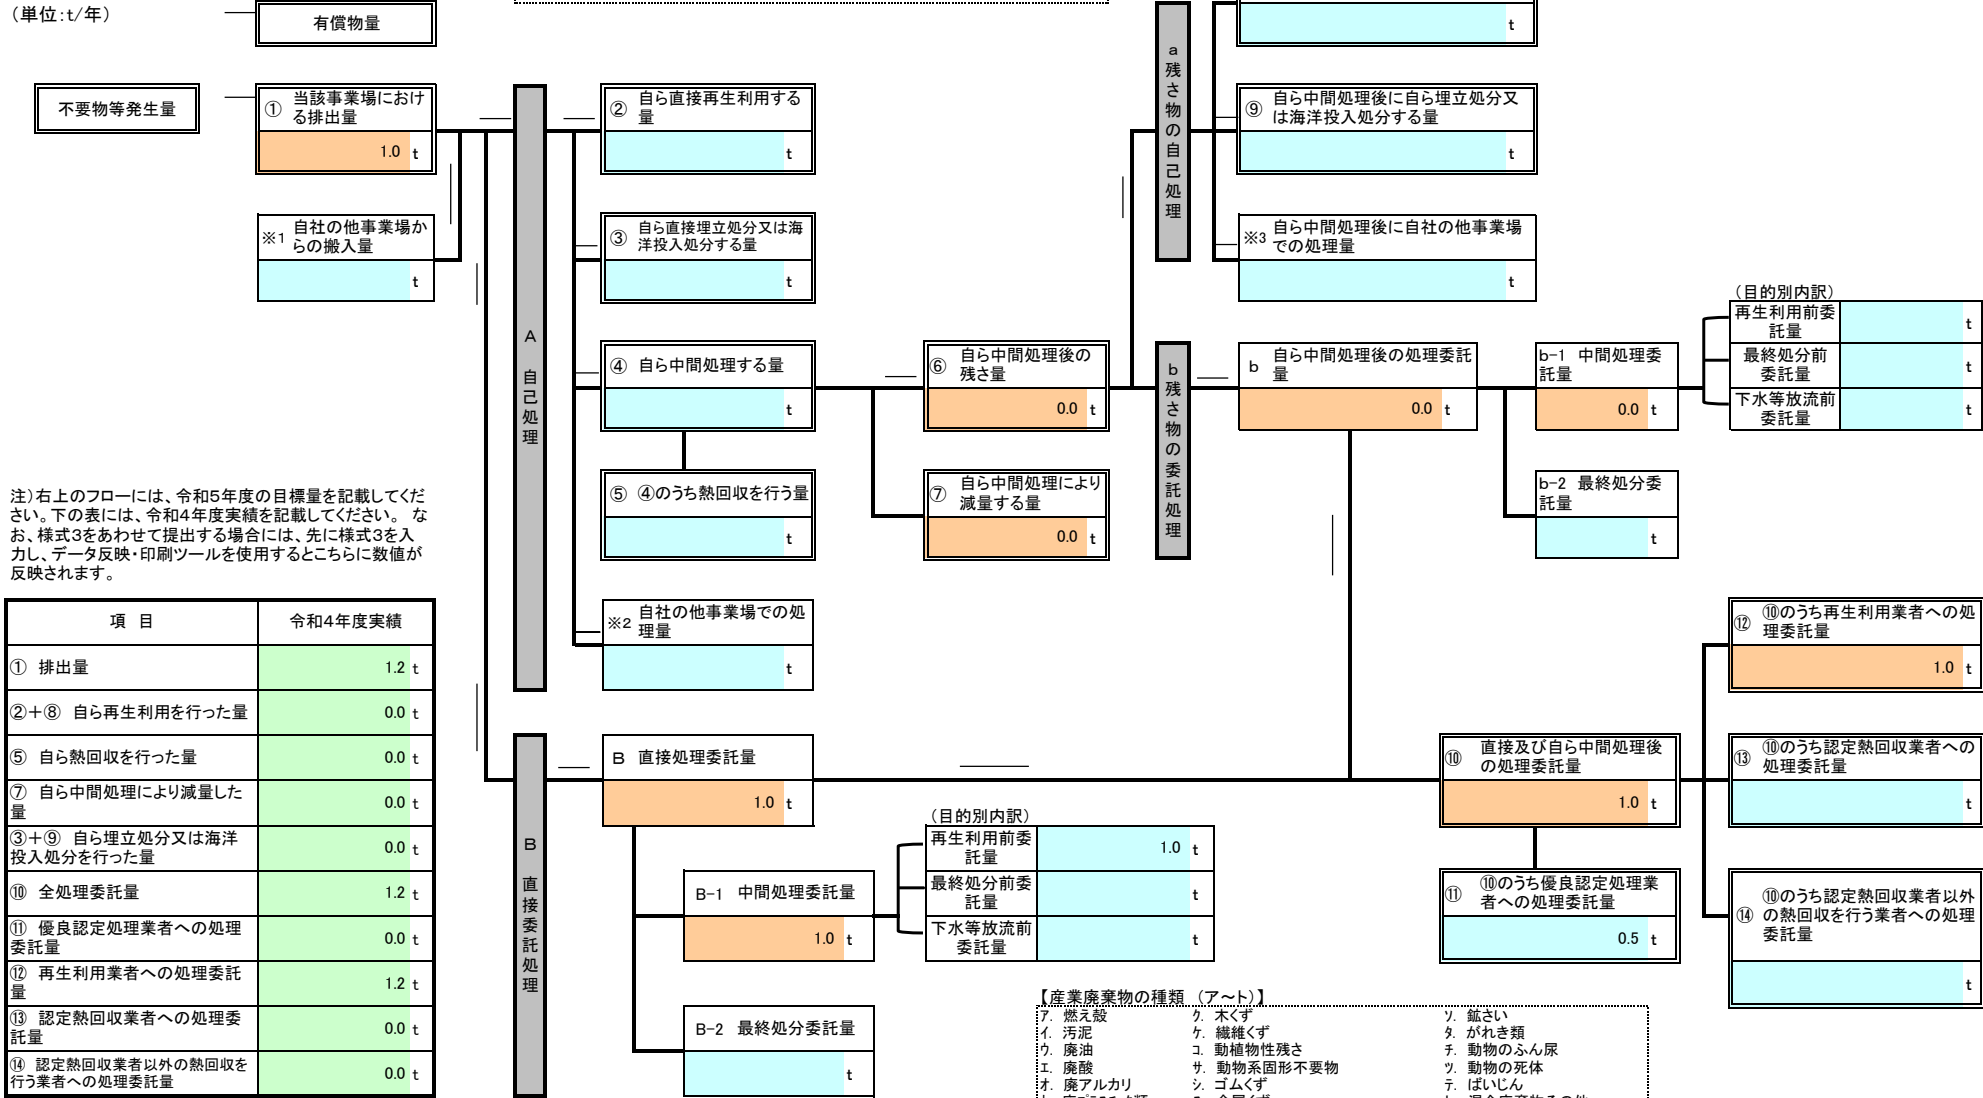 （単位:t/年）
有償物量
t
不要物等発生量
① 当該事業場におけ
る排出量
1.0 t
② 自ら直接再生利用する
量
t
⑨ 自ら中間処理後に自ら埋立処分又
は海洋投入処分する量
t
a 残さ物の自己処理
※1 自社の他事業場か
らの搬入量
t
③ 自ら直接埋立処分又は海
洋投入処分する量
t
※3 自ら中間処理後に自社の他事業場
での処理量
t
A 自己処理
④ 自ら中間処理する量
t
⑥ 自ら中間処理後の
残さ量
0.0 t
b 残さ物の委託処理
b 自ら中間処理後の処理委託
量
0.0 t
b-1 中間処理委
託量
0.0 t
（目的別内訳）
再生利用前委
託量
t
最終処分前
委託量
t
下水等放流前
委託量
t
⑤ ④のうち熱回収を行う量
t
⑦ 自ら中間処理により
減量する量
0.0 t
b-2 最終処分委
託量
t
注）右上のフローには、令和5年度の目標量を記載してくだ
さい。下の表には、令和4年度実績を記載してください。 な
お、様式3をあわせて提出する場合には、先に様式3を入
力し、データ反映・印刷ツールを使用するとこちらに数値が
反映されます。
※2 自社の他事業場での処
理量
t
項 目 令和4年度実績
① 排出量 1.2 t
②＋⑧ 自ら再生利用を行った量 0.0 t
⑤ 自ら熱回収を行った量 0.0 t
⑦ 自ら中間処理により減量した
量 0.0 t
③＋⑨ 自ら埋立処分又は海洋
投入処分を行った量 0.0 t
⑩ 全処理委託量 1.2 t
⑪ 優良認定処理業者への処理
委託量 0.0 t
⑫ 再生利用業者への処理委託
量 1.2 t
⑬ 認定熱回収業者への処理委
託量 0.0 t
⑭ 認定熱回収業者以外の熱回収を
行う業者への処理委託量 0.0 t
B 直接委託処理
B 直接処理委託量
1.0 t
B-1 中間処理委託量
1.0 t
（目的別内訳）
再生利用前委
託量
1.0 t
最終処分前委
託量
t
下水等放流前
委託量
t
B-2 最終処分委託量
t
⑩ 直接及び自ら中間処理後
の処理委託量
1.0 t
⑪ ⑩のうち優良認定処理業
者への処理委託量
0.5 t
⑫ ⑩のうち再生利用業者への処
理委託量
1.0 t
⑬ ⑩のうち認定熱回収業者への
処理委託量
t
⑭ ⑩のうち認定熱回収業者以外
の熱回収を行う業者への処理
委託量
t
【産業廃棄物の種類 （ア～ト）】
ア. 燃え殻 ク. 木くず ソ. 鉱さい
イ. 汚泥 ケ. 繊維くず タ. がれき類
ウ. 廃油 コ. 動植物性残さ チ. 動物のふん尿
エ. 廃酸 サ. 動物系固形不要物 ツ. 動物の死体
オ. 廃アルカリ シ. ゴムくず テ. ばいじん